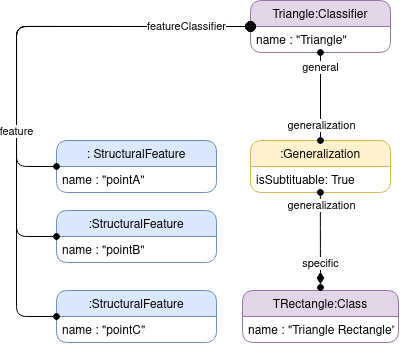 Triangle:Classifier
featureClassifier
name : "Triangle"
general
generalization
feature
: StructuralFeature
name : "pointA"
:Generalization
isSubtituable: True
generalization
:StructuralFeature
name : "pointB"
specific
:StructuralFeature
name : "pointC"
TRectangle:Class
name : "Triangle Rectangle"